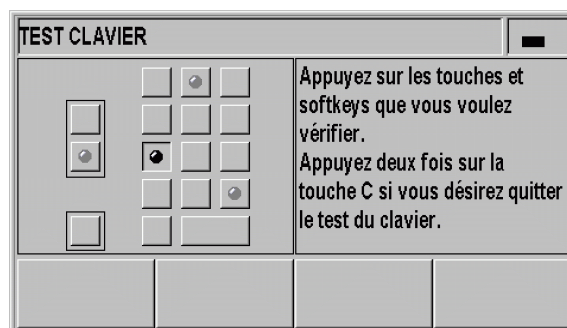 TEST CLAVIER
Appuyez sur les touches et
softkeys que vous voulez
vérifier.
Appuyez deux fois sur la
touche C si vous désirez quitter
le test du clavier.